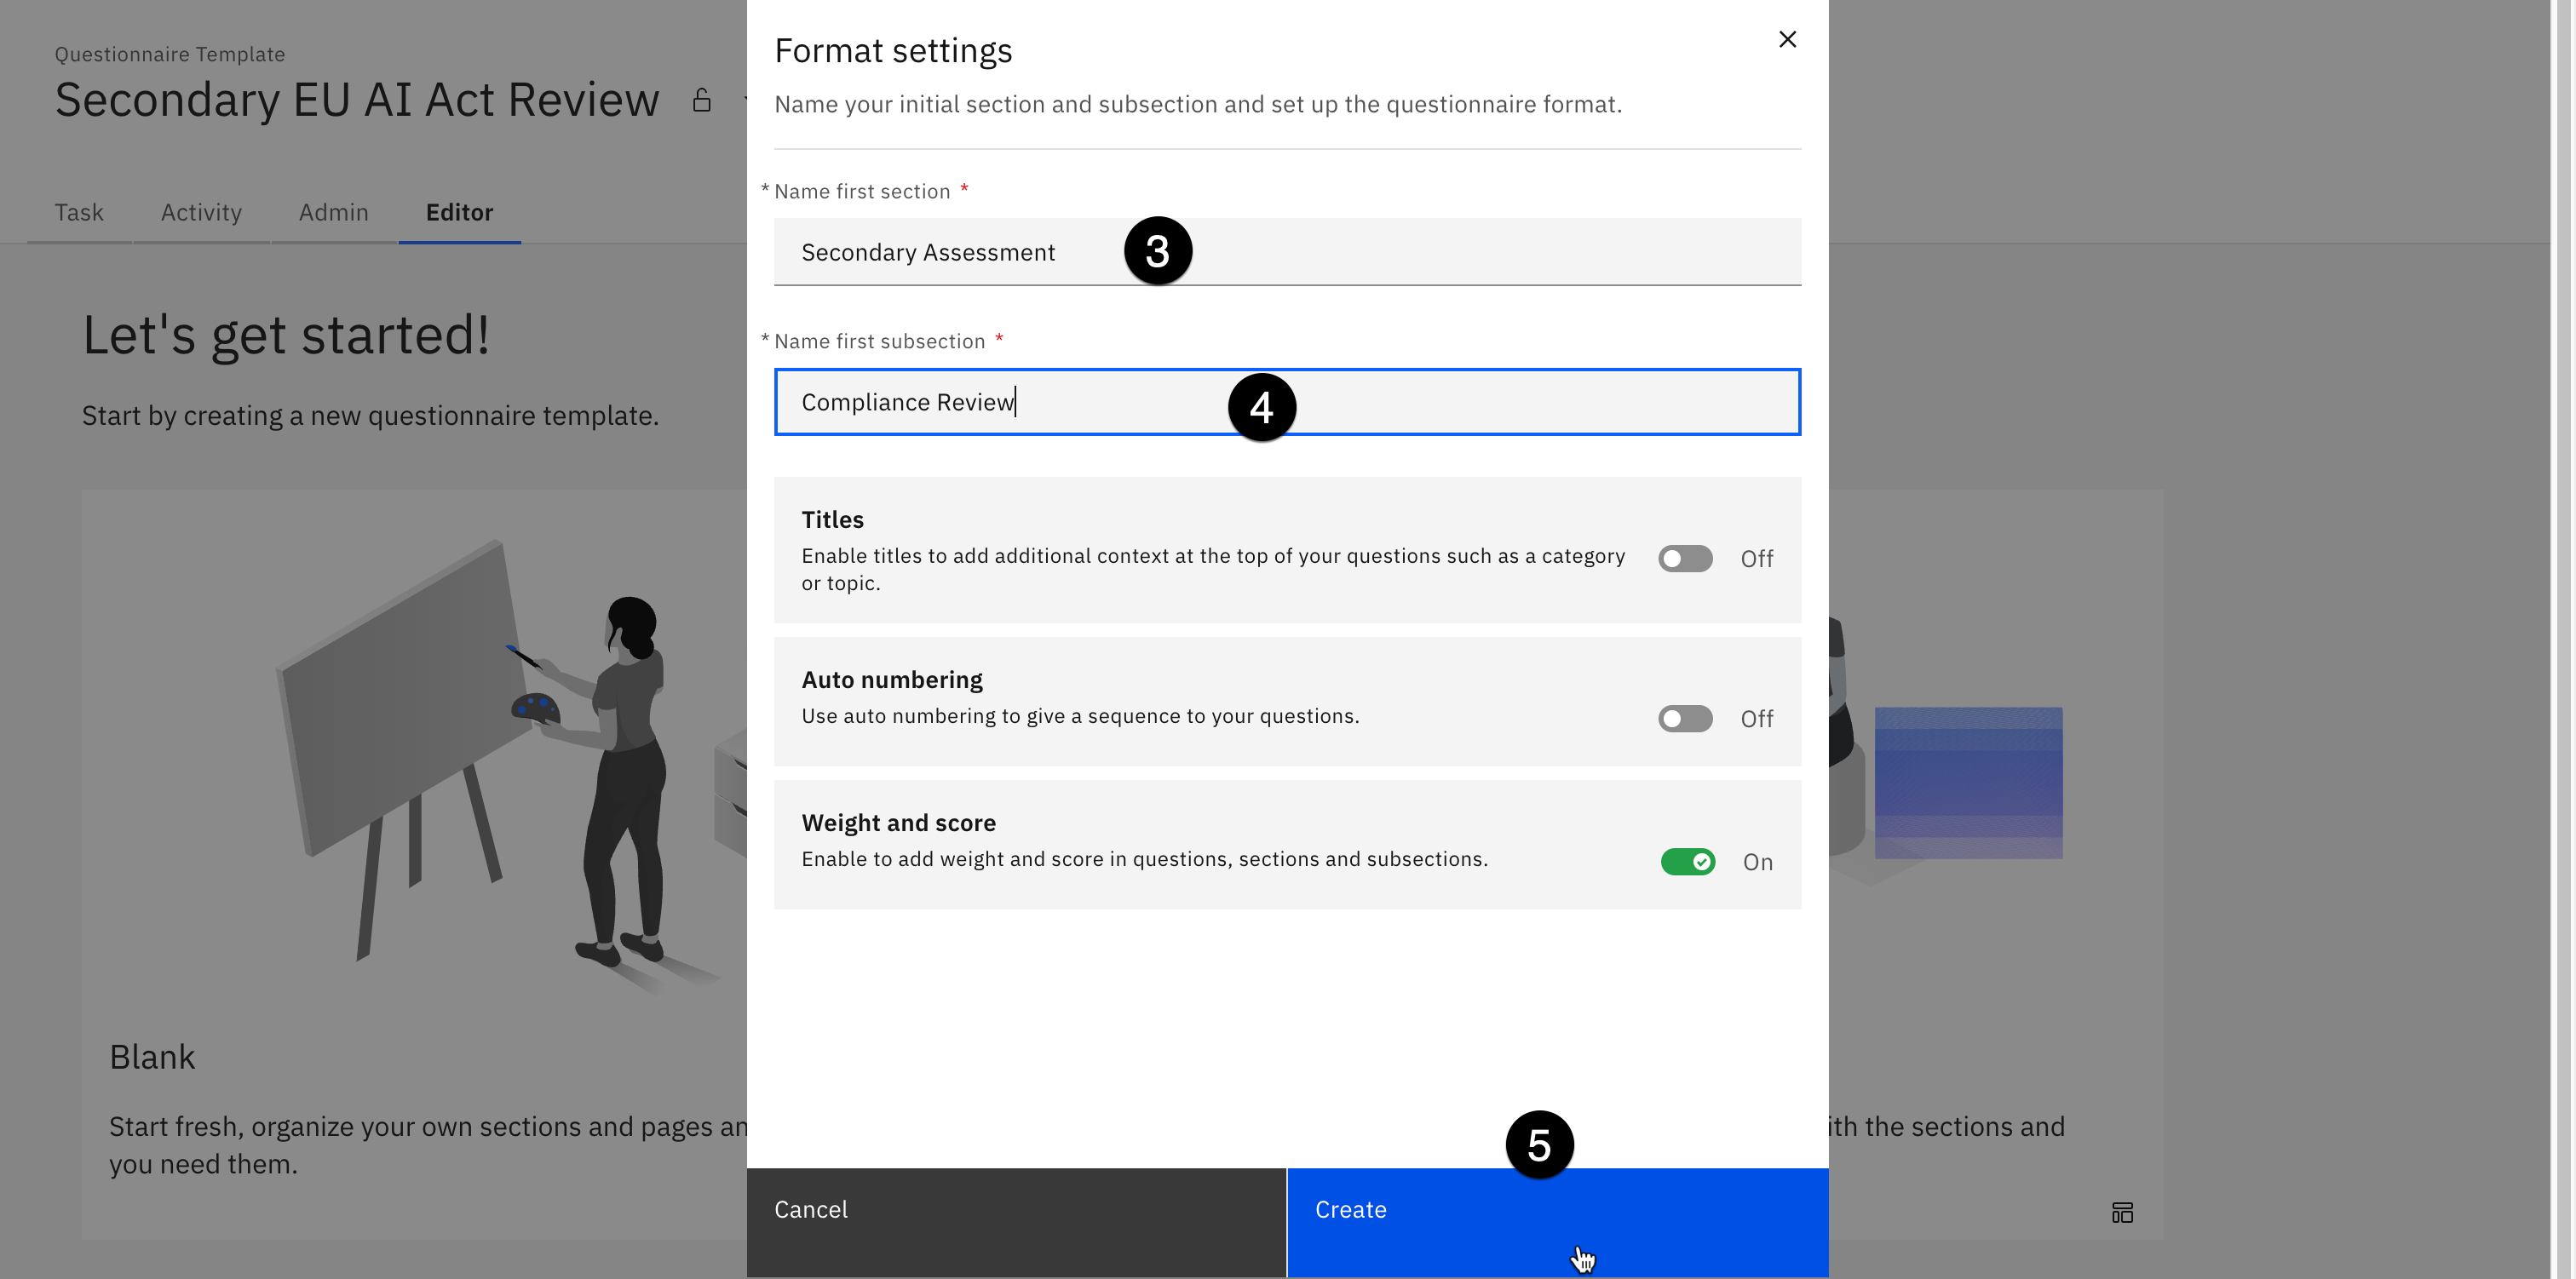 Questionnaire Template
Secondary EU AI Act Review
Task
Activity
Admin
Editor
Let's get started!
Start by creating a new questionnaire template.
Blank
Start fresh, organize your own sections and pages an
you need them.
Format settings
Name your initial section and subsection and set up the questionnaire format.
* Name first section *
Secondary Assessment
3
* Name first subsection *
Compliance Review
4
Titles
Enable titles to add additional context at the top of your questions such as a category
or topic.
Off
Auto numbering
Use auto numbering to give a sequence to your questions.
Off
Weight and score
Enable to add weight and score in questions, sections and subsections.
On
5
Cancel
Create
ith the sections and